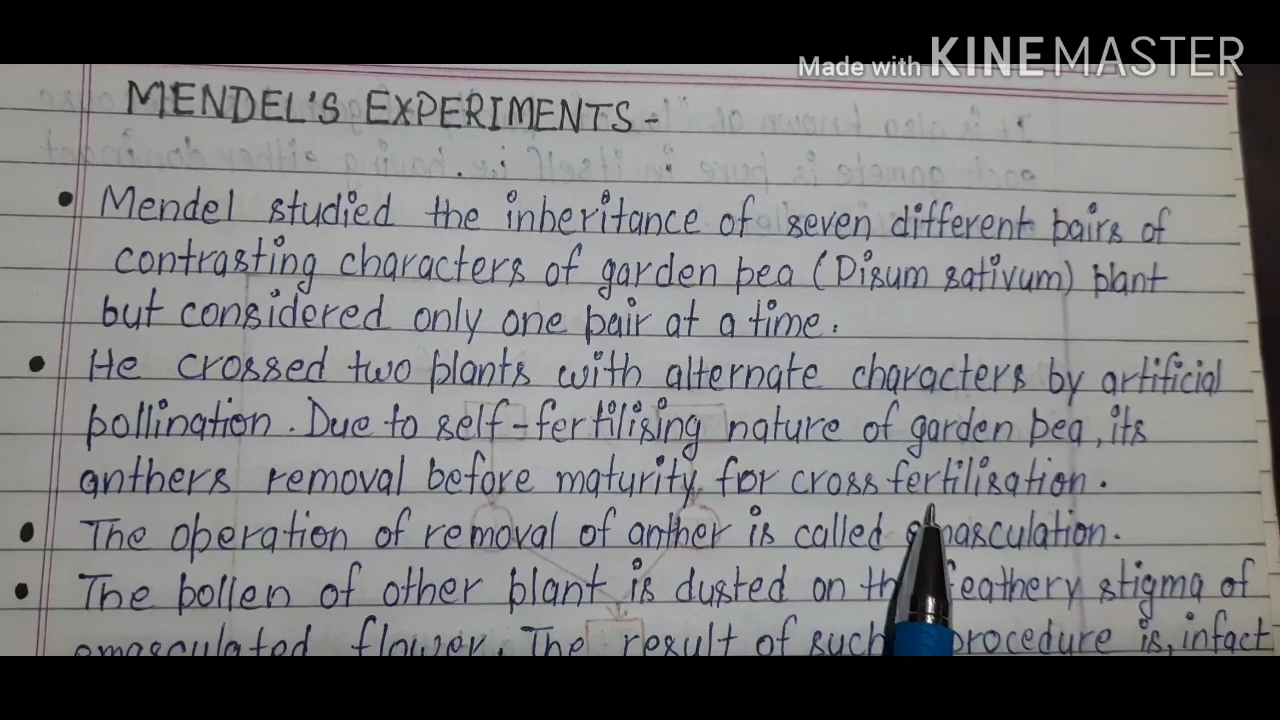 Made with KINEMASTER
MENDEL'S EXPERIMENTS -
• Mendel studied the inheritance of seven different pairs of
contrasting characters of garden pea (Pisum sativum) plant
but considered only one pair at a time.
• He crossed two plants with alternate characters by artificial
pollination. Due to self-fertilising nature of garden pea, its
anthers removal before maturity for cross fertilisation.
• The operation of removal of anther is called emasculation.
• The pollen of other plant is dusted on the feathery stigma of
emasculated flower. The result of such procedure is, infact